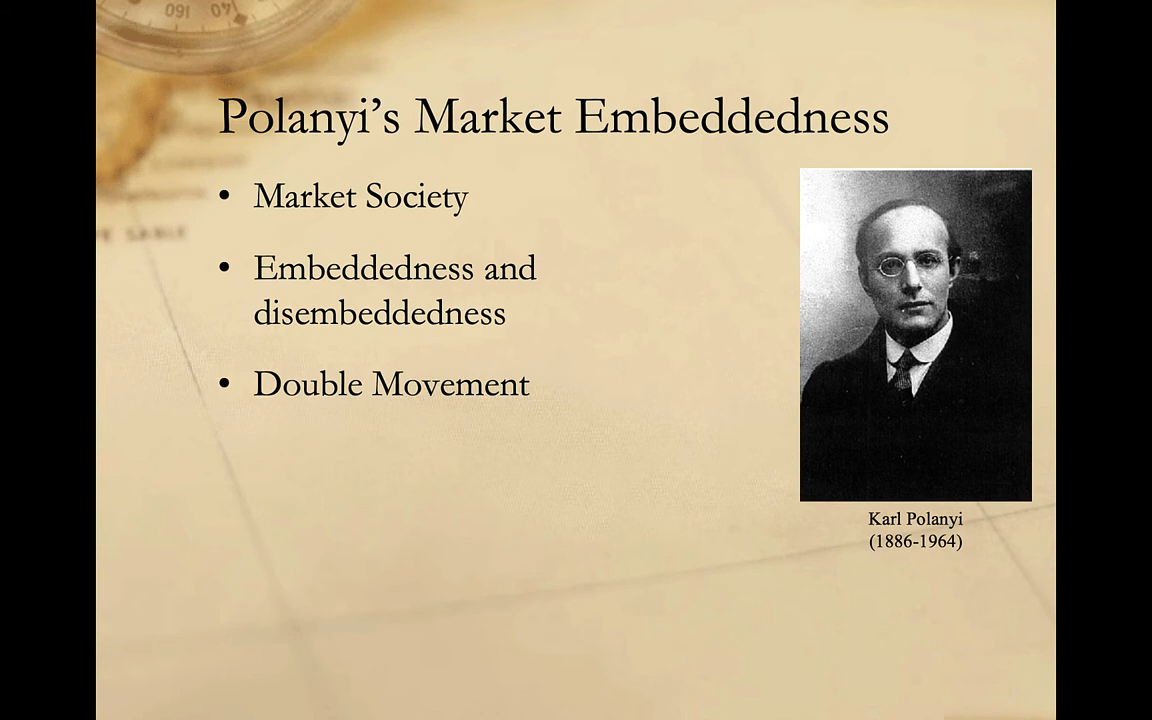 Polanyi’s Market Embeddedness
• Market Society
• Embeddedness and
disembeddedness
• Double Movement
Karl Polanyi
(1886-1964)